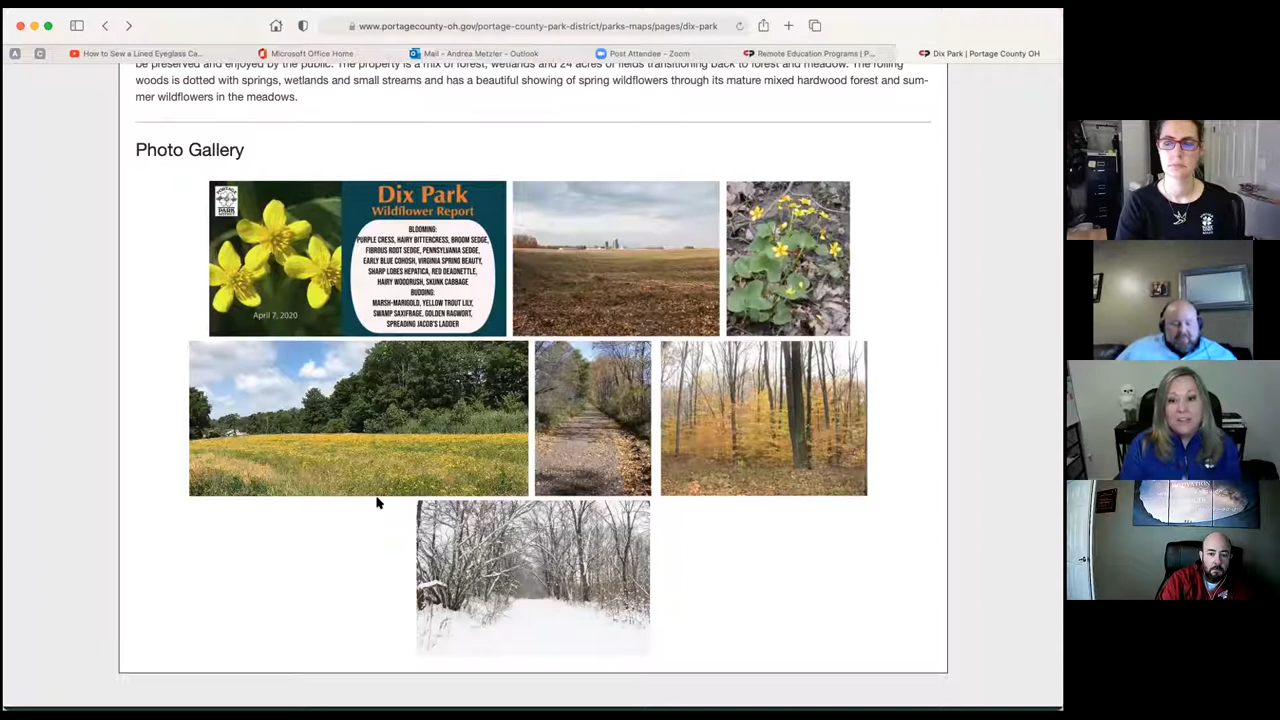 www.portagecounty-oh.gov/portage-county-park-district/parks-maps/pages/dix-park
A
C
How to Sew a Lined Eyeglass Ca...
Microsoft Office Home
Mail – Andrea Metzler – Outlook
Post Attendee - Zoom
Remote Education Programs | P...
Dix Park | Portage County OH
be preserved and enjoyed by the public. The property is a mix of forest, wetlands and 24 acres of fields transitioning back to forest and meadow. The rolling
woods is dotted with springs, wetlands and small streams and has a beautiful showing of spring wildflowers through its mature mixed hardwood forest and sum-
mer wildflowers in the meadows.
Photo Gallery
Dix Park
Wildflower Report
BLOOMING:
PURPLE CRESS, HAIRY BITTERCRESS, BROOM SEDGE,
FIBROUS ROOT SEDGE, PENNSYLVANIA SEDGE,
EARLY BLUE COHOSH, VIRGINIA SPRING BEAUTY,
SHARP LOBES HEPATICA, RED DEADNETTLE,
HAIRY WOODRUSH, SKUNK CABBAGE
BUDDING:
MARSH-MARIGOLD, YELLOW TROUT LILY,
SWAMP SAXIFRAGE, GOLDEN RAGWORT,
SPREADING JACOB'S LADDER
April 7, 2020